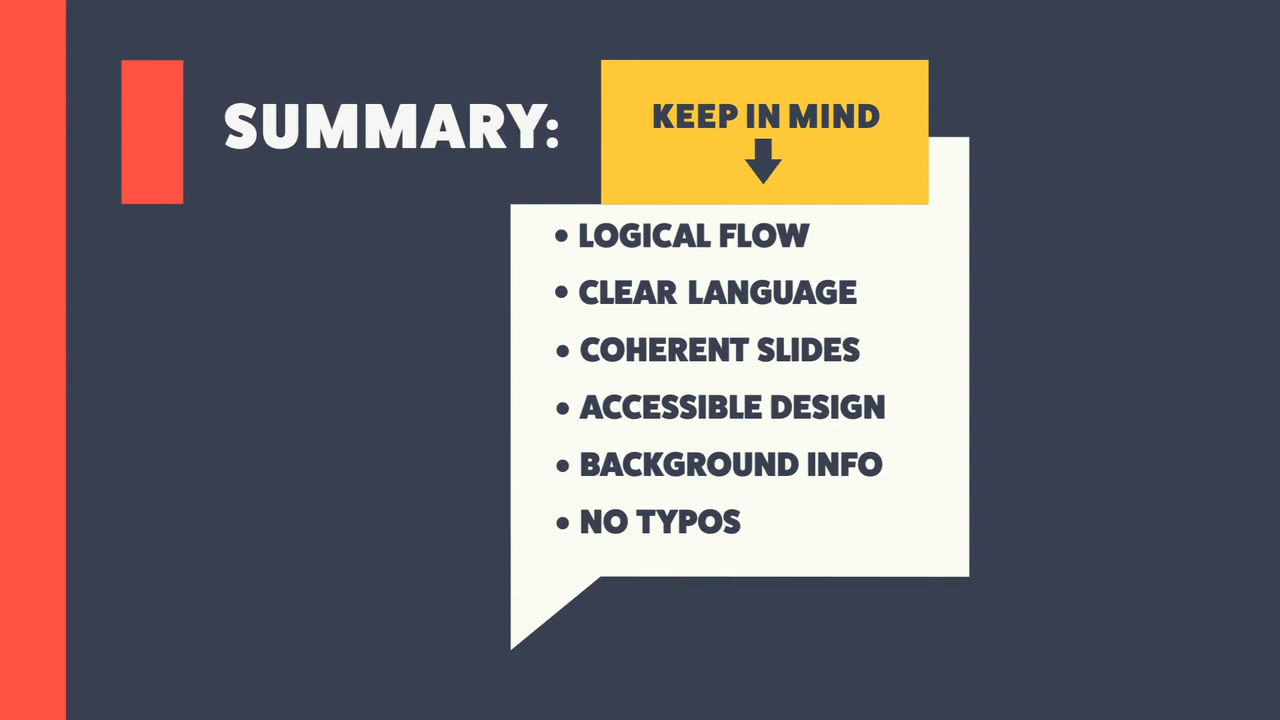 SUMMARY:
KEEP IN MIND
• LOGICAL FLOW
• CLEAR LANGUAGE
• COHERENT SLIDES
• ACCESSIBLE DESIGN
• BACKGROUND INFO
• NO TYPOS